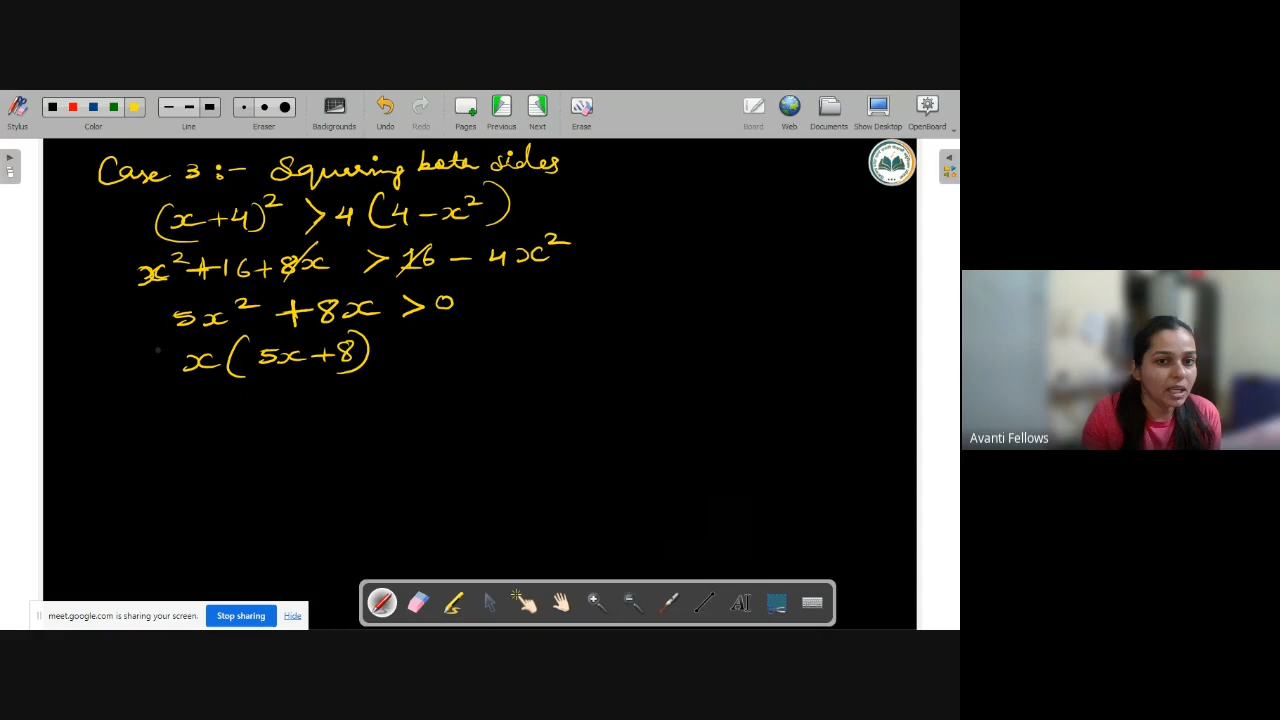 Stylus
Color
Line
Eraser
Backgrounds
Undo
Redo
Pages
Previous
Next
Erase
Board
Web
Documents
Show Desktop
OpenBoard
Case 3 :- Squaring both sides
(x+4)² > 4 (4-x²)
x² + 16 + 8x > 16 - 4x²
5x² + 8x > 0
x (5x+8)
Avanti Fellows
meet.google.com is sharing your screen.
Stop sharing
Hide